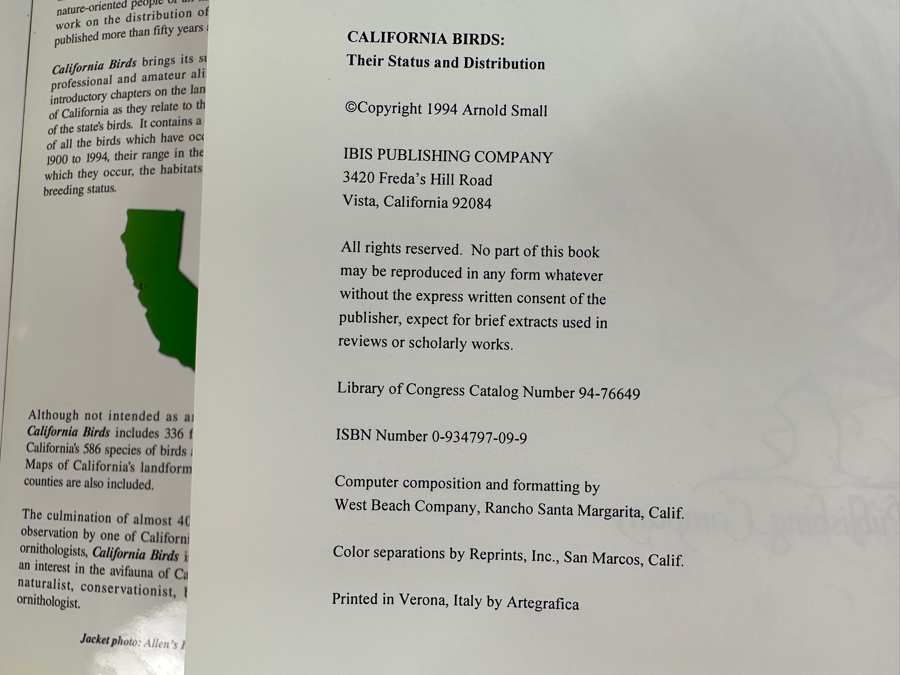 nature-oriented people of
work on the distribution of
published more than fifty years
California Birds brings its
professional and amateur
introductory chapters on the
of California as they relate to
of the state's birds. It contains a
of all the birds which have
1900 to 1994, their range in the
which they occur, the habitats
breeding status.
Although not intended as
California Birds includes 336
California's 586 species of birds
Maps of California's landform
counties are also included.
The culmination of almost
observation by one of
ornithologists, California Birds
an interest in the avifauna of
naturalist, conservationist,
ornithologist.
Jacket photo: Allen's
CALIFORNIA BIRDS:
Their Status and Distribution
©Copyright 1994 Arnold Small
IBIS PUBLISHING COMPANY
3420 Freda's Hill Road
Vista, California 92084
All rights reserved. No part of this book
may be reproduced in any form whatever
without the express written consent of the
publisher, expect for brief extracts used in
reviews or scholarly works.
Library of Congress Catalog Number 94-76649
ISBN Number 0-934797-09-9
Computer composition and formatting by
West Beach Company, Rancho Santa Margarita, Calif.
Color separations by Reprints, Inc., San Marcos, Calif.
Printed in Verona, Italy by Artegrafica